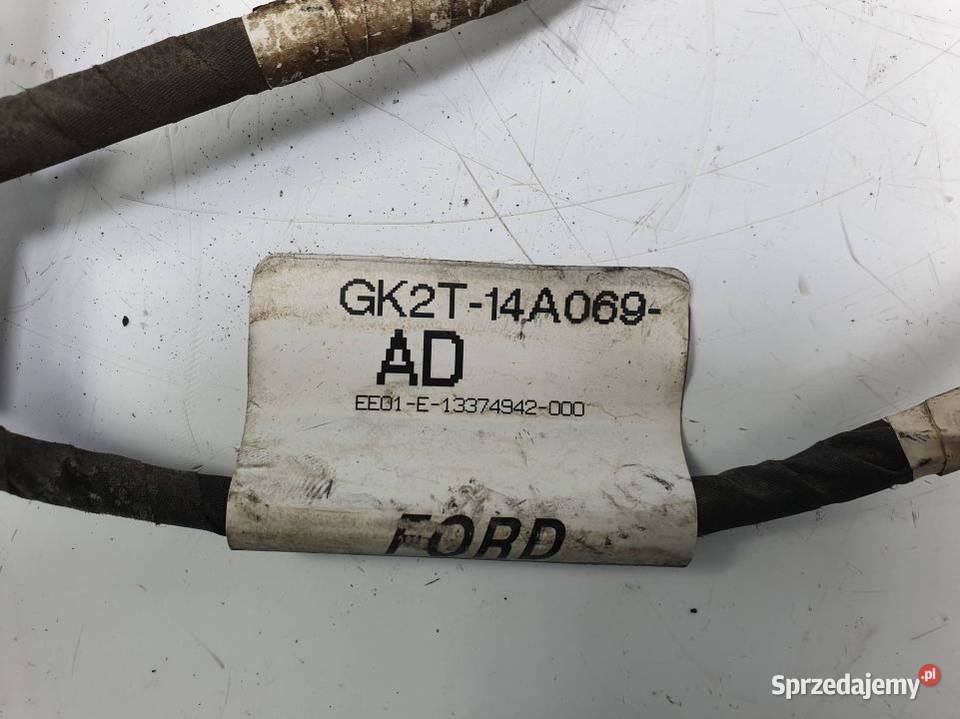 GK2T-14A069-
AD
EE01-E-13374942-000
FORD
Sprzedajemy.pl